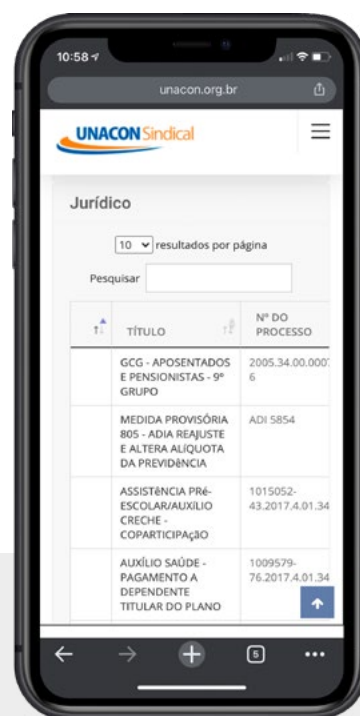 10:58
unacon.org.br
UNACON Sindical
Jurídico
10 resultados por página
Pesquisar
TÍTULO
Nº DO
PROCESSO
GCG - APOSENTADOS
E PENSIONISTAS - 9º
GRUPO
2005.34.00.000
6
MEDIDA PROVISÓRIA
805 - ADIA REAJUSTE
E ALTERA ALÍQUOTA
DA PREVIDêNCIA
ADI 5854
ASSISTêNCIA PRé-
ESCOLAR/AUXíLIO
CRECHE -
COPARTICIPAçãO
1015052-
43.2017.4.01.34
AUXÍLIO SAÚDE -
PAGAMENTO A
DEPENDENTE
TITULAR DO PLANO
1009579-
76.2017.4.01.34
5